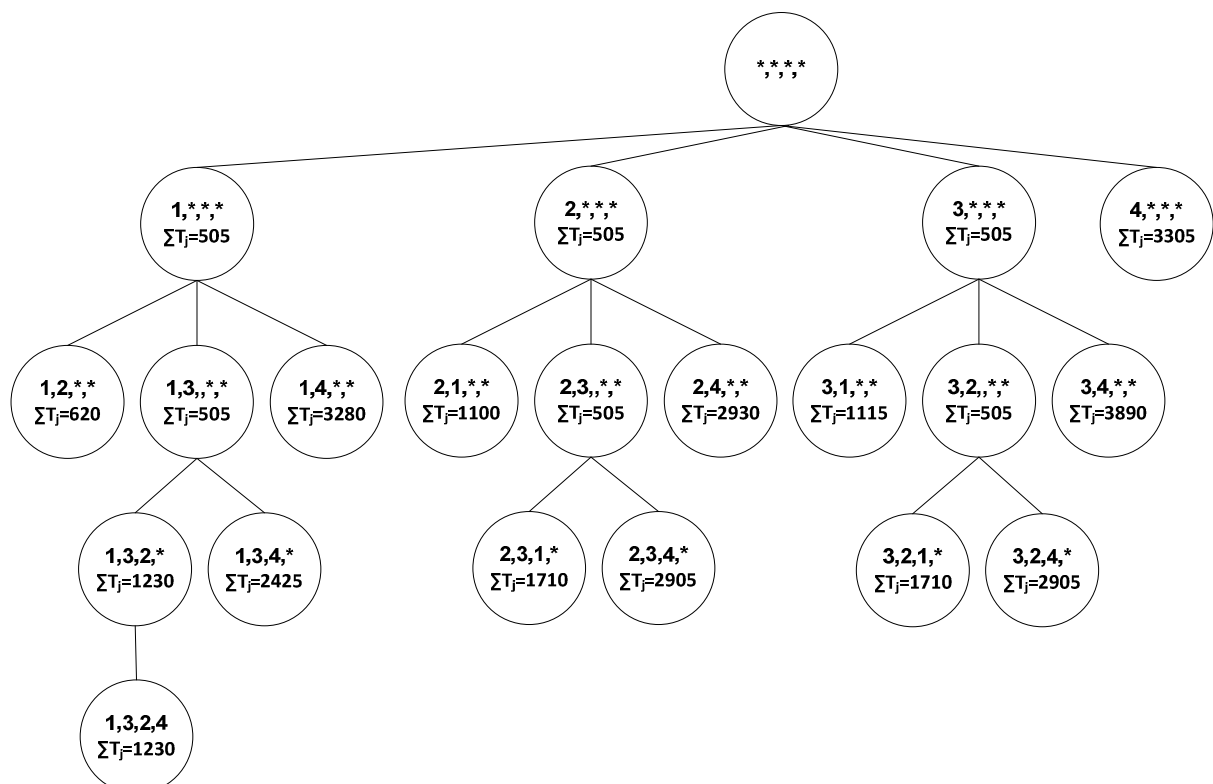 *,*,*,*
1,*,*,*
∑Tj=505
2,*,*,*
∑Tj=505
3,*,*,*
∑Tj=505
4,*,*,*
∑Tj=3305
1,2,*,*
∑Tj=620
1,3,,*,*
∑Tj=505
1,4,*,*
∑Tj=3280
2,1,*,*
∑Tj=1100
2,3,,*,*
∑Tj=505
2,4,*,*
∑Tj=2930
3,1,*,*
∑Tj=1115
3,2,,*,*
∑Tj=505
3,4,*,*
∑Tj=3890
1,3,2,*
∑Tj=1230
1,3,4,*
∑Tj=2425
2,3,1,*
∑Tj=1710
2,3,4,*
∑Tj=2905
3,2,1,*
∑Tj=1710
3,2,4,*
∑Tj=2905
1,3,2,4
∑Tj=1230